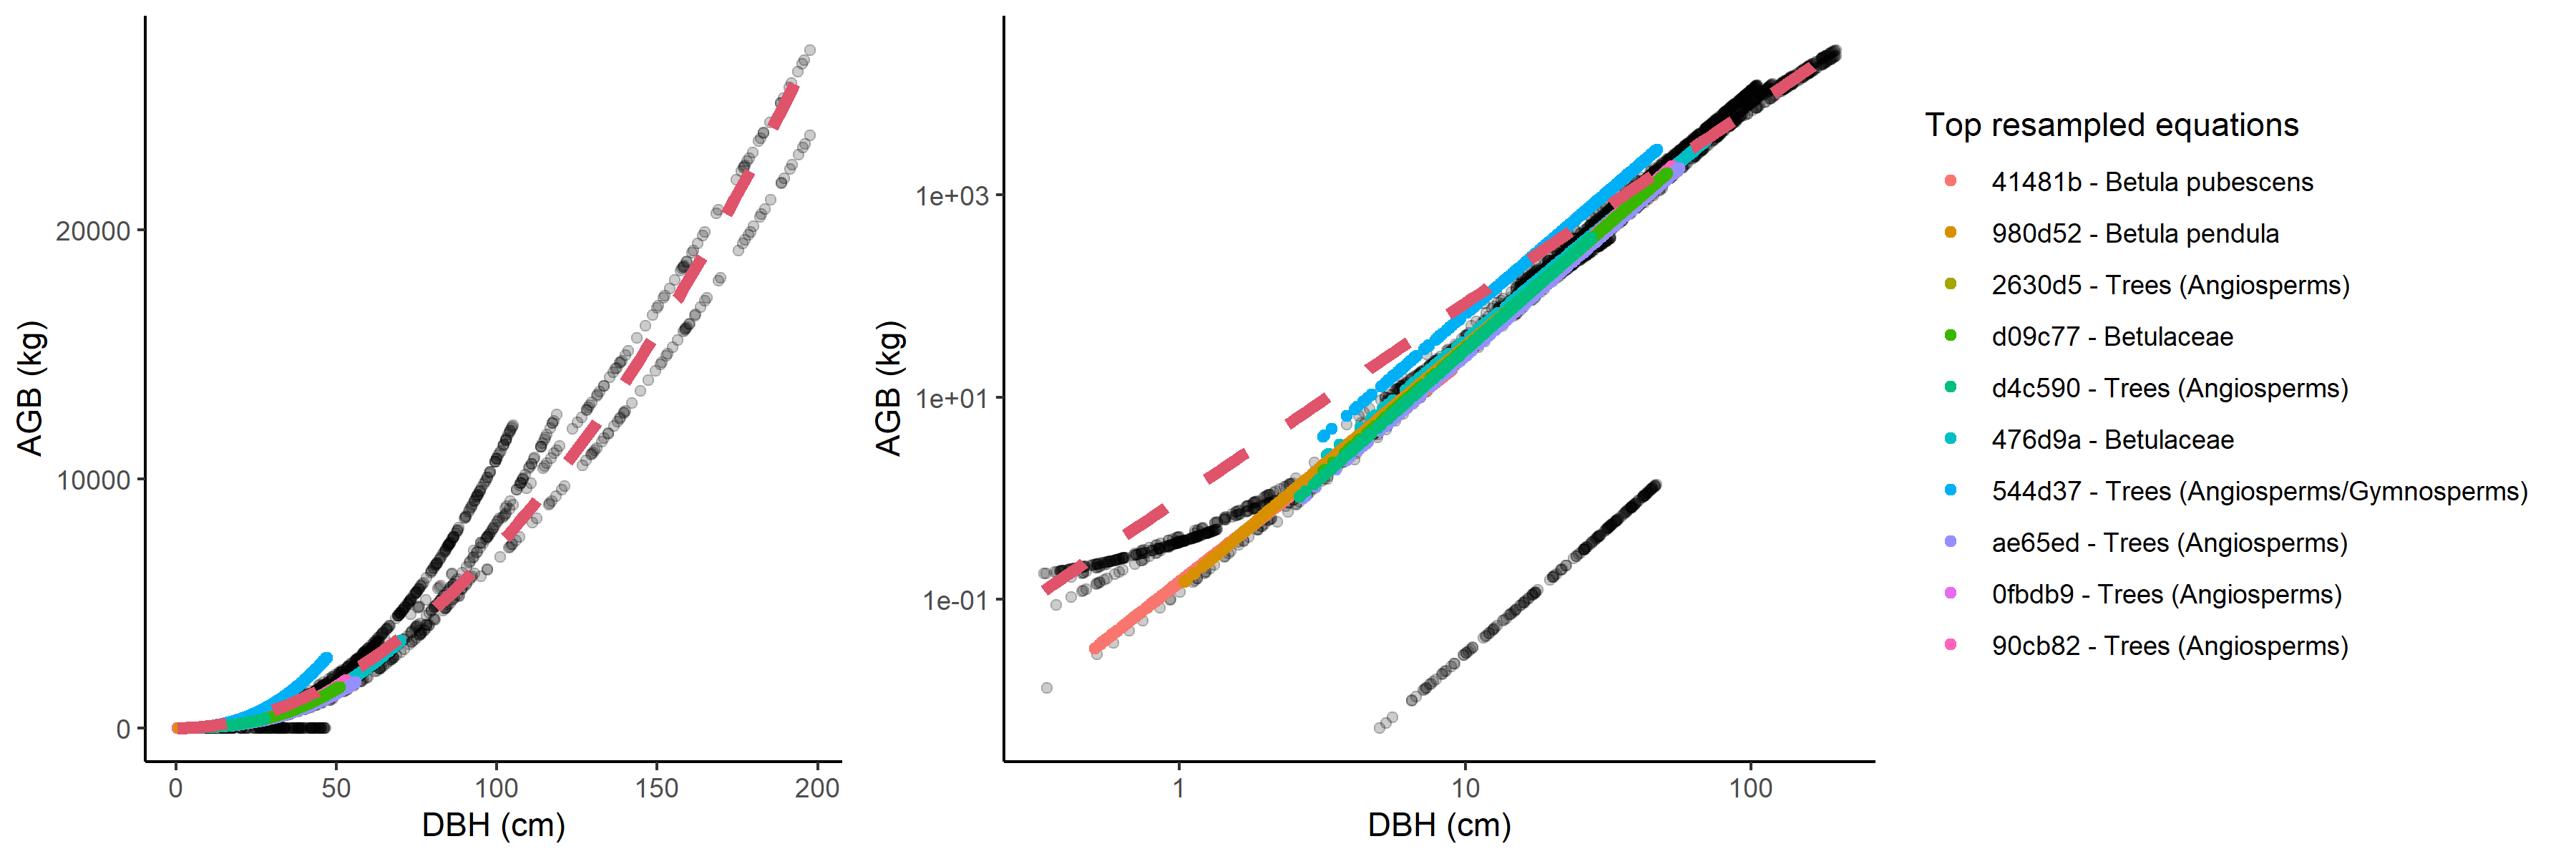 AGB (kg)
20000
10000
0
0 50 100 150 200
DBH (cm)
AGB (kg)
1e+03
1e+01
1e-01
1 10 100
DBH (cm)
Top resampled equations
41481b - Betula pubescens
980d52 - Betula pendula
2630d5 - Trees (Angiosperms)
d09c77 - Betulaceae
d4c590 - Trees (Angiosperms)
476d9a - Betulaceae
544d37 - Trees (Angiosperms/Gymnosperms)
ae65ed - Trees (Angiosperms)
0fbdb9 - Trees (Angiosperms)
90cb82 - Trees (Angiosperms)